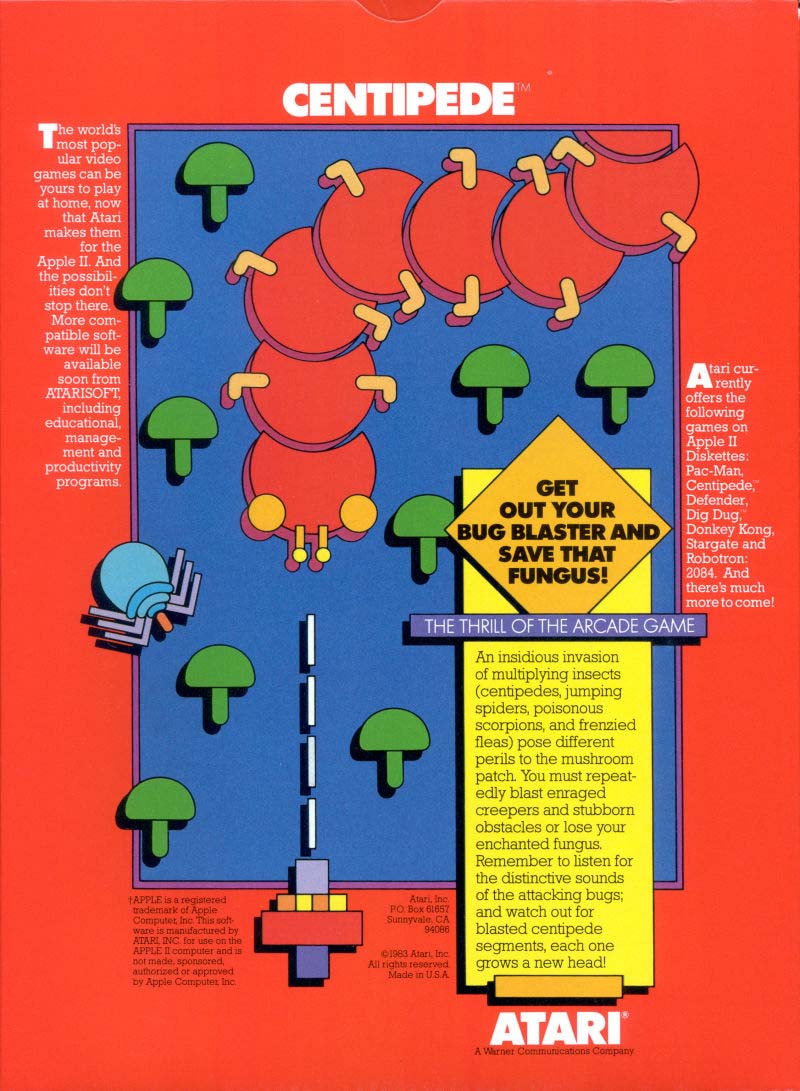 CENTIPEDE™
The world's
most pop-
ular video
games can be
yours to play
at home, now
that Atari
makes them
for the
Apple II. And
the possibil-
ities don't
stop there.
More com-
patible soft-
ware will be
available
soon from
ATARISOFT,
including
educational,
manage-
ment and
productivity
programs.
Atari cur-
rently
offers the
following
games on
Apple II
Diskettes:
Pac-Man,
Centipede,™
Defender,
Dig Dug,™
Donkey Kong,
Stargate and
Robotron:
2084. And
there's much
more to come!
GET
OUT YOUR
BUG BLASTER AND
SAVE THAT
FUNGUS!
THE THRILL OF THE ARCADE GAME
An insidious invasion
of multiplying insects
(centipedes, jumping
spiders, poisonous
scorpions, and frenzied
fleas) pose different
perils to the mushroom
patch. You must repeat-
edly blast enraged
creepers and stubborn
obstacles or lose your
enchanted fungus.
Remember to listen for
the distinctive sounds
of the attacking bugs;
and watch out for
blasted centipede
segments, each one
grows a new head!
†APPLE is a registered
trademark of Apple
Computer, Inc. This soft-
ware is manufactured by
ATARI, INC. for use on the
APPLE II computer and is
not made, sponsored,
authorized or approved
by Apple Computer, Inc.
Atari, Inc.
P.O. Box 61657
Sunnyvale, CA
94086
©1983 Atari, Inc.
All rights reserved.
Made in U.S.A.
ATARI®
A Warner Communications Company